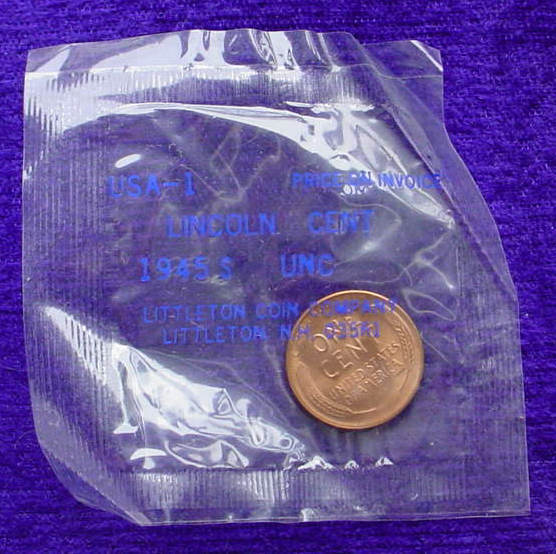 USA-1 PRICE ON INVOICE
LINCOLN CENT
1945 S UNC
LITTLETON COIN COMPANY
LITTLETON N.H. 03561
ONE
CENT
UNITED STATES
OF AMERICA